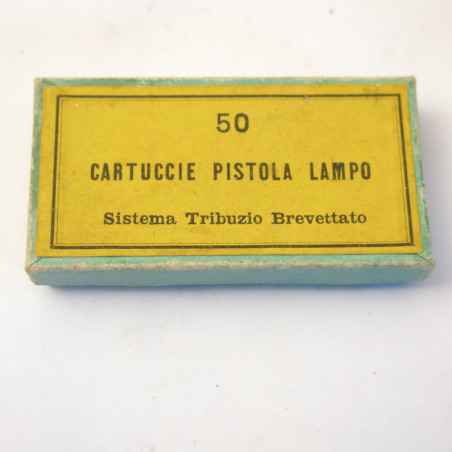 50
CARTUCCIE PISTOLA LAMPO
Sistema Tribuzio Brevettato